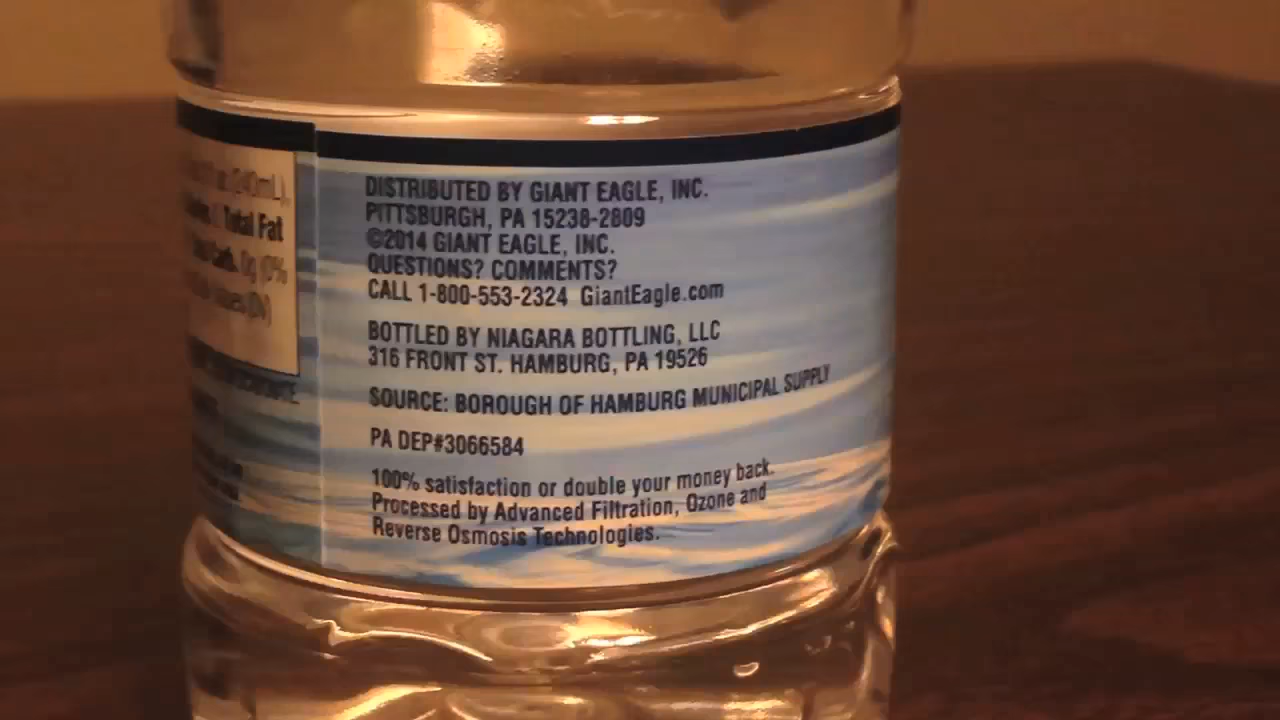 Total Fat
DISTRIBUTED BY GIANT EAGLE, INC.
PITTSBURGH, PA 15238-2809
©2014 GIANT EAGLE, INC.
QUESTIONS? COMMENTS?
CALL 1-800-553-2324 GiantEagle.com
BOTTLED BY NIAGARA BOTTLING, LLC
316 FRONT ST. HAMBURG, PA 19526
SOURCE: BOROUGH OF HAMBURG MUNICIPAL SUPPLY
PA DEP#3066584
100% satisfaction or double your money back.
Processed by Advanced Filtration, Ozone and
Reverse Osmosis Technologies.